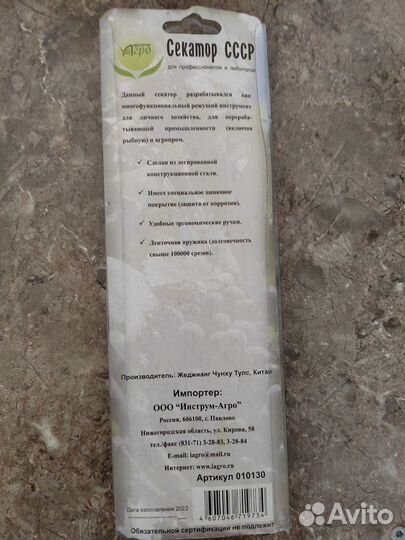 Инструм
Агро
Секатор СССР
для профессионалов и любителей
Данный секатор разрабатывался как
многофункциональный режущий инструмент
для личного хозяйства, для перераба-
тывающей промышленности (включая
рыбную) и агропром.
✓ Сделан из легированной
конструкционной стали.
✓ Имеет специальное цинковое
покрытие (защита от коррозии).
✓ Удобные эргономические ручки.
✓ Ленточная пружина (долговечность
свыше 100000 срезов).
Производитель: Жеджианг Чунху Тулс, Китай
Импортер:
ООО "Инструм-Агро"
Россия, 606100, г. Павлово
Нижегородская область, ул. Кирова, 58
тел./факс (831-71) 3-28-83, 3-28-84
E-mail: iagro@mail.ru
Интернет: www.iagro.ru
Артикул 010130
Дата изготовления 2022
4 607046 719734
Обязательной сертификации не подлежит
Avito